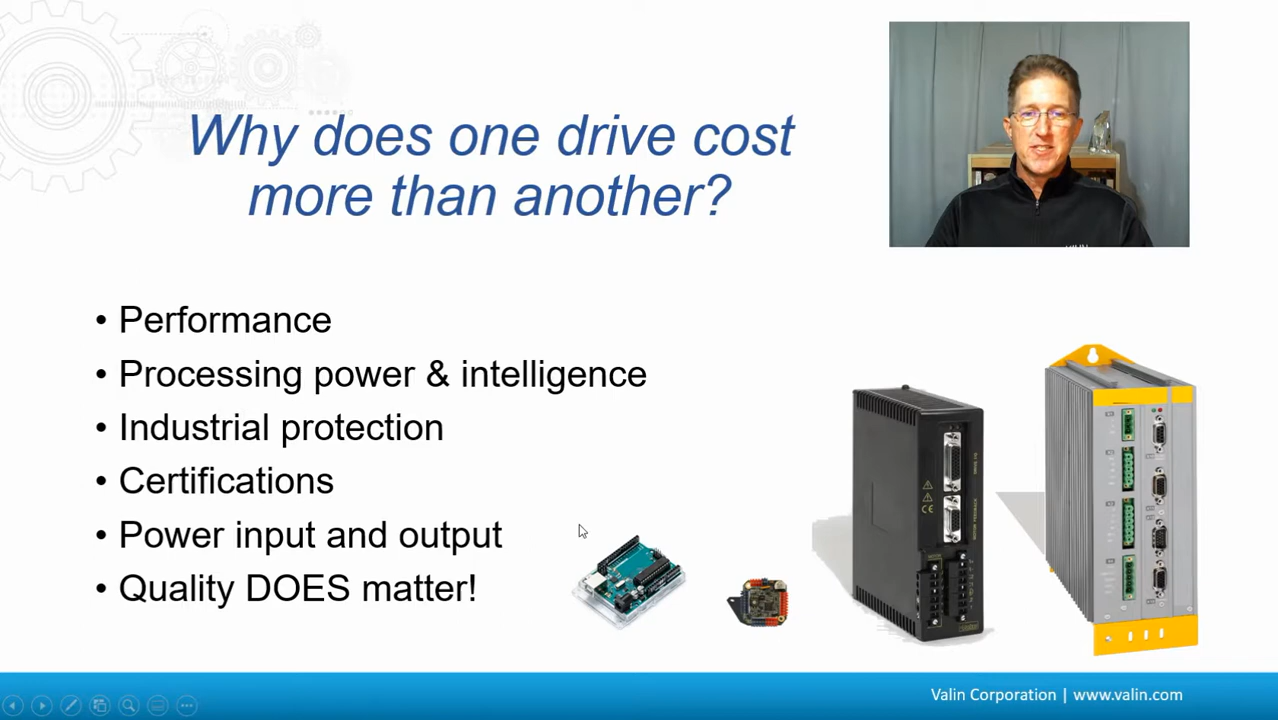 Why does one drive cost
more than another?
• Performance
• Processing power & intelligence
• Industrial protection
• Certifications
• Power input and output
• Quality DOES matter!
Valin Corporation | www.valin.com